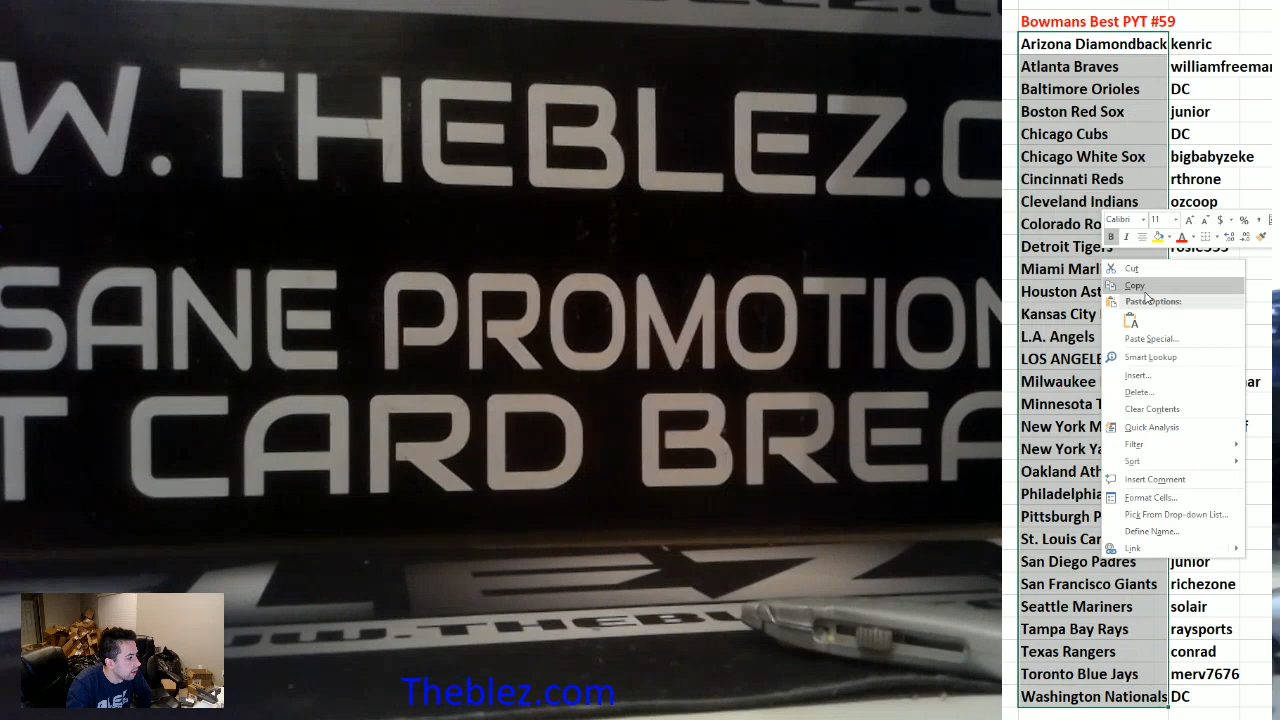 Bowmans Best PYT #59
Arizona Diamondback kenric
Atlanta Braves williamfreeman
Baltimore Orioles DC
Boston Red Sox junior
Chicago Cubs DC
Chicago White Sox bigbabyzeke
Cincinnati Reds rthrone
Cleveland Indians ozcoop
Colorado Ro
Detroit Tigers
Miami Marl
Houston Ast
Kansas City
L.A. Angels
LOS ANGELE
Milwaukee ar
Minnesota T
New York M
New York Ya
Oakland Ath
Philadelphia
Pittsburgh P
St. Louis Car
San Diego Padres junior
San Francisco Giants richezone
Seattle Mariners solair
Tampa Bay Rays raysports
Texas Rangers conrad
Toronto Blue Jays merv7676
Washington Nationals DC
Calibri 11 A A $ % ,
B I A
Cut
Copy
Paste Options:
A
Paste Special...
Smart Lookup
Insert...
Delete...
Clear Contents
Quick Analysis
Filter
Sort
Insert Comment
Format Cells...
Pick From Drop-down List...
Define Name...
Link
W.THEBLEZ.C
SANE PROMOTION
T CARD BREA
Theblez.com